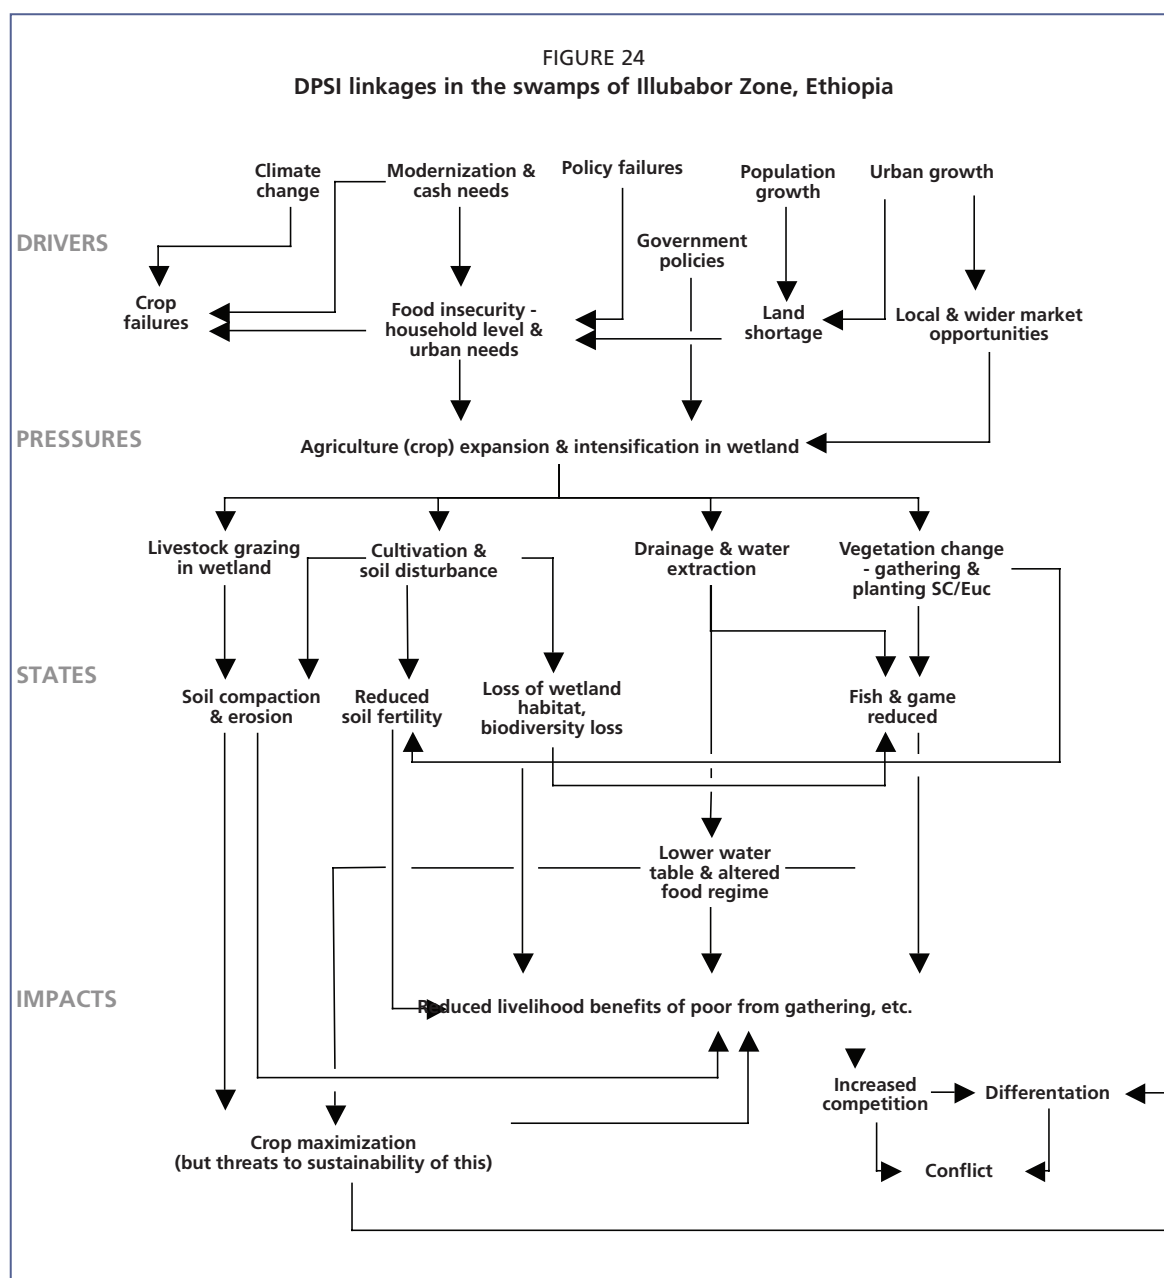 FIGURE 24
DPSI linkages in the swamps of Illubabor Zone, Ethiopia
Climate
change
Modernization &
cash needs
Policy failures
Population
growth
Urban growth
DRIVERS
Government
policies
Crop
failures
Food insecurity -
household level &
urban needs
Land
shortage
Local & wider market
opportunities
PRESSURES
Agriculture (crop) expansion & intensification in wetland
Livestock grazing
in wetland
Cultivation &
soil disturbance
Drainage & water
extraction
Vegetation change
- gathering &
planting SC/Euc
STATES
Soil compaction
& erosion
Reduced
soil fertility
Loss of wetland
habitat,
biodiversity loss
Fish & game
reduced
Lower water
table & altered
food regime
IMPACTS
Reduced livelihood benefits of poor from gathering, etc.
Increased
competition
Differentation
Crop maximization
(but threats to sustainability of this)
Conflict